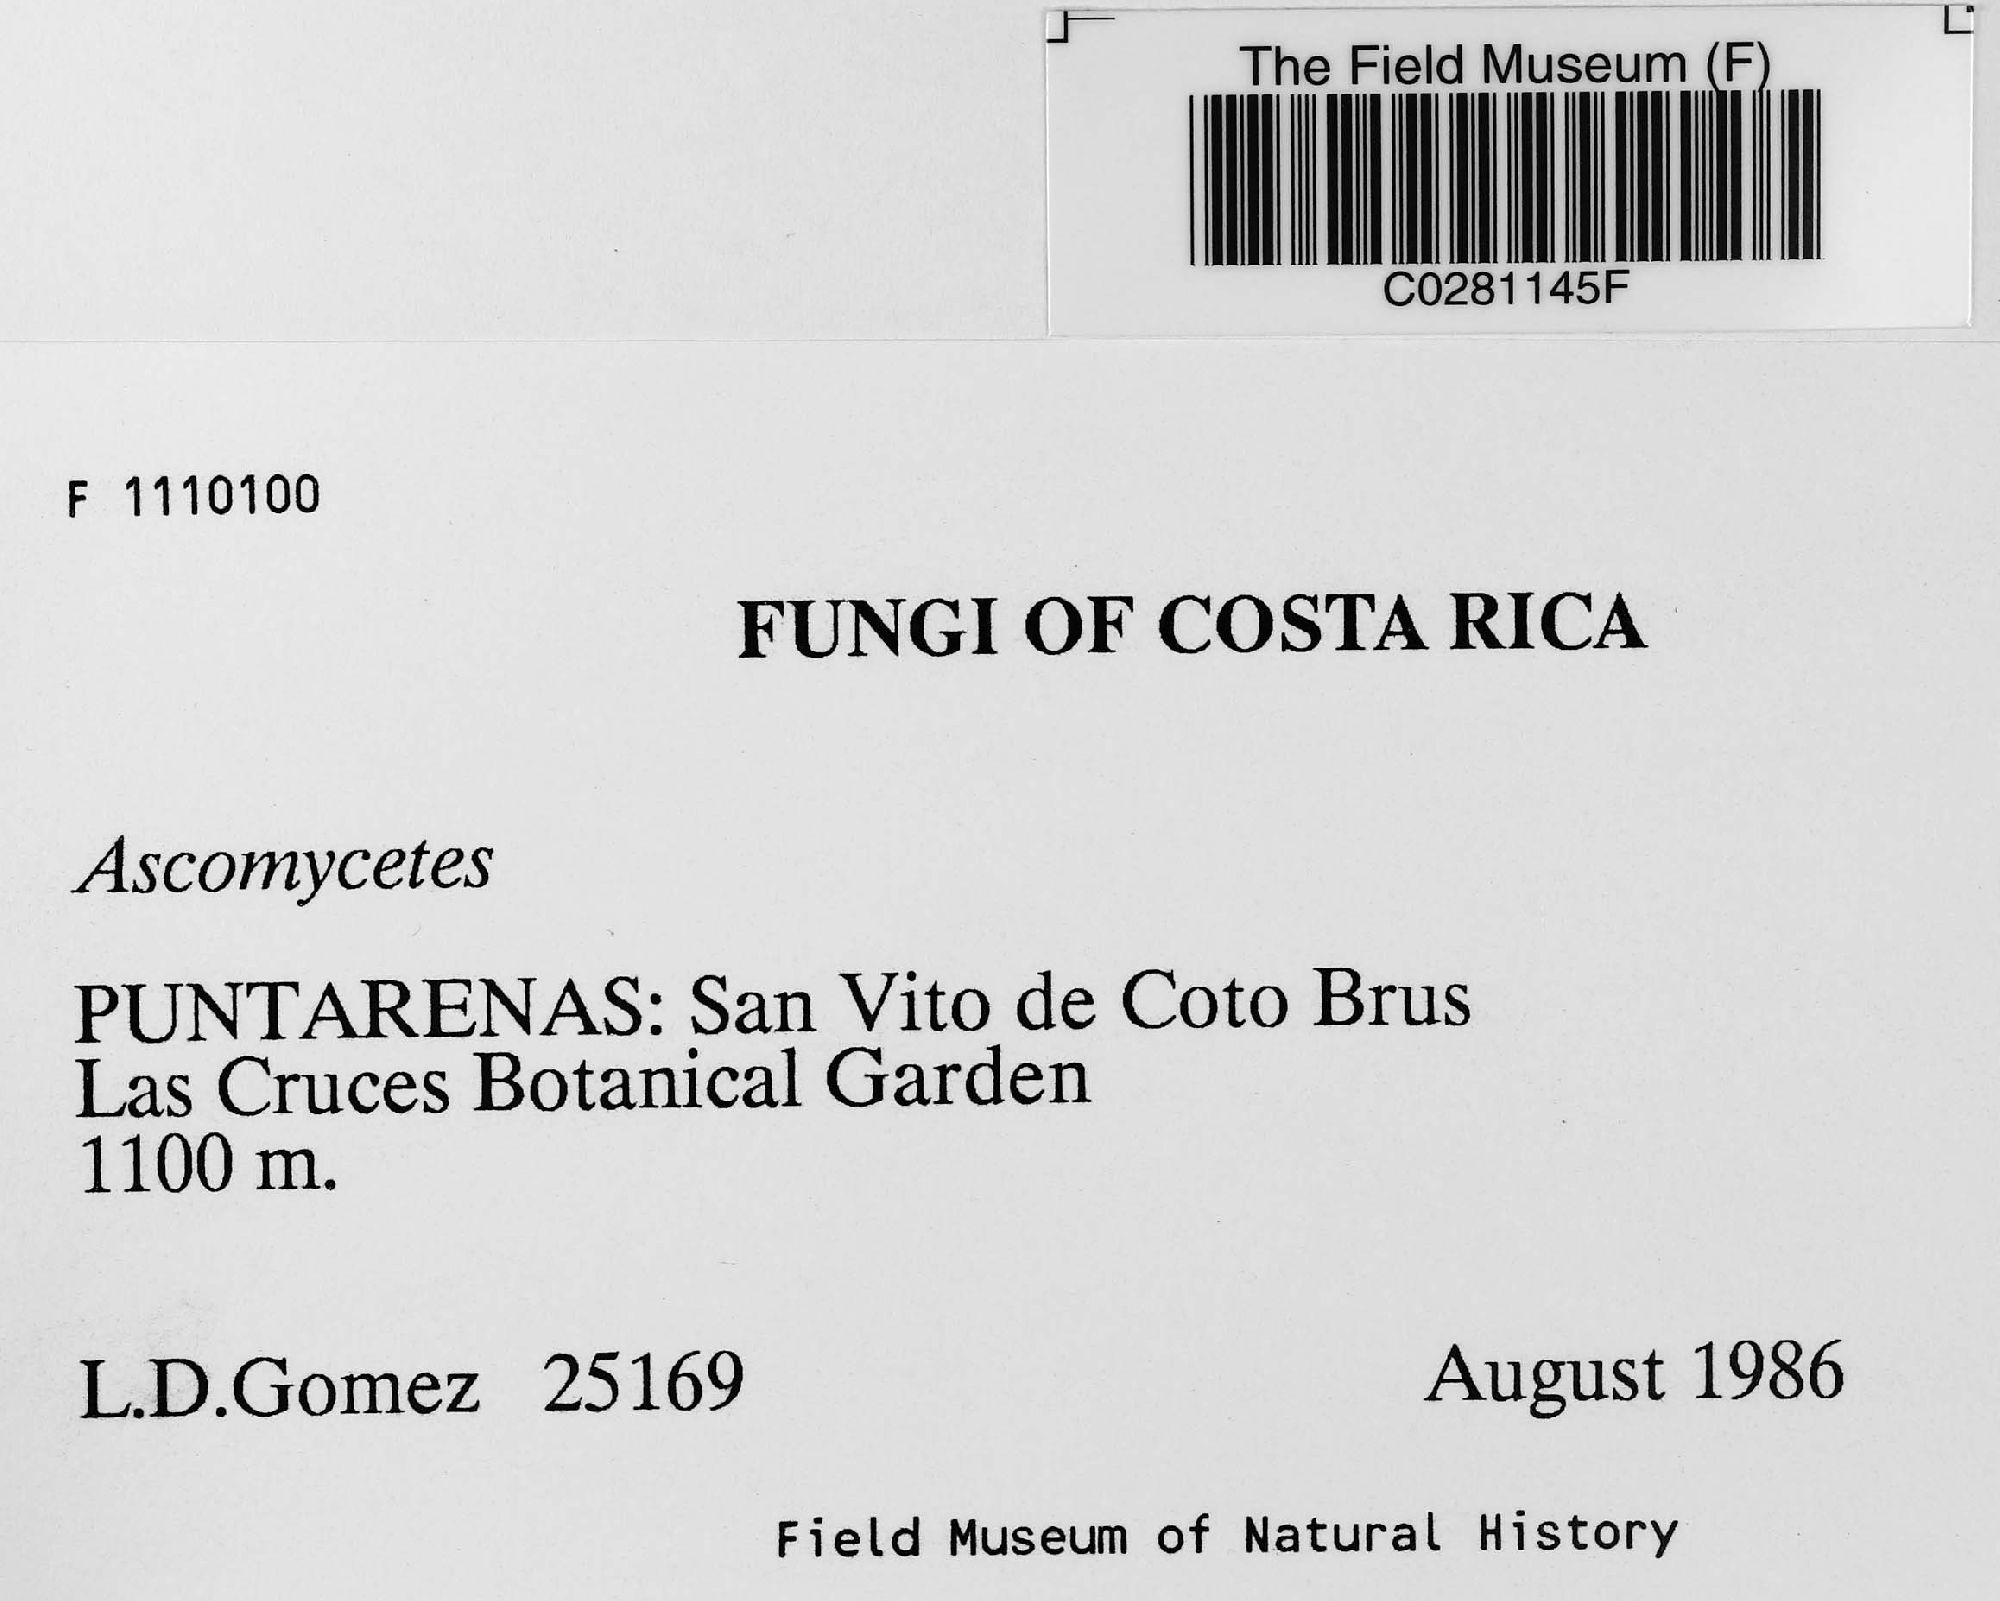 The Field Museum (F)
C0281145F
F 1110100
FUNGI OF COSTA RICA
Ascomycetes
PUNTARENAS: San Vito de Coto Brus
Las Cruces Botanical Garden
1100 m.
L.D.Gomez 25169 August 1986
Field Museum of Natural History